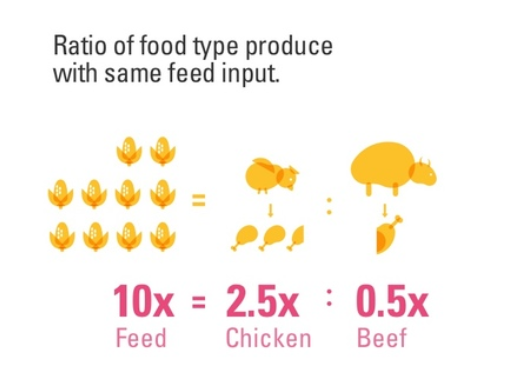 Ratio of food type produce
with same feed input.
= :
10x = 2.5x : 0.5x
Feed Chicken Beef